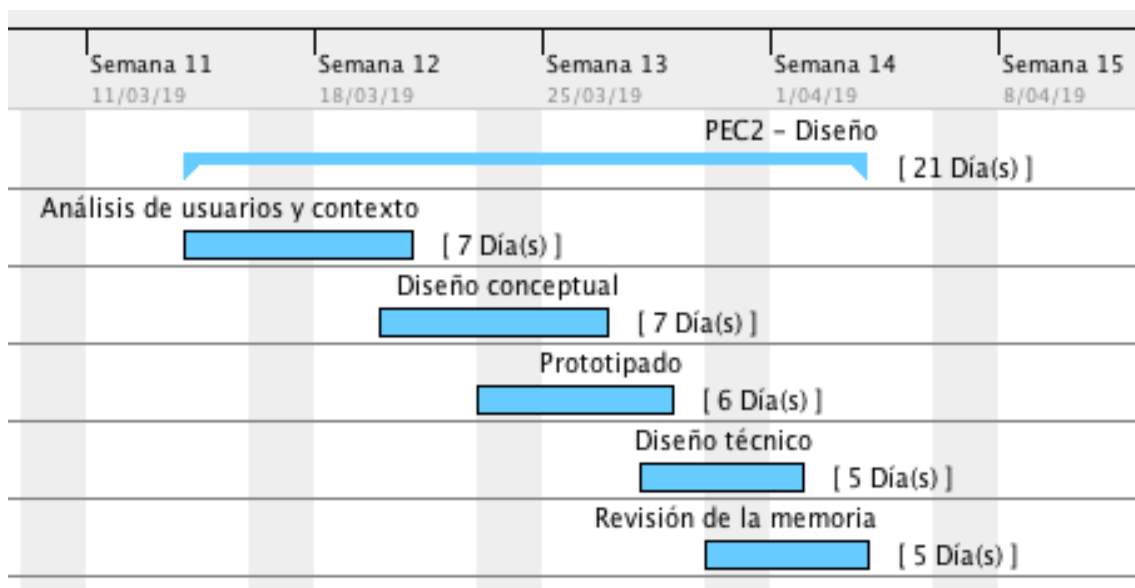 Semana 11 Semana 12 Semana 13 Semana 14 Semana 15
11/03/19 18/03/19 25/03/19 1/04/19 8/04/19
PEC2 – Diseño
[ 21 Día(s) ]
Análisis de usuarios y contexto
[ 7 Día(s) ]
Diseño conceptual
[ 7 Día(s) ]
Prototipado
[ 6 Día(s) ]
Diseño técnico
[ 5 Día(s) ]
Revisión de la memoria
[ 5 Día(s) ]